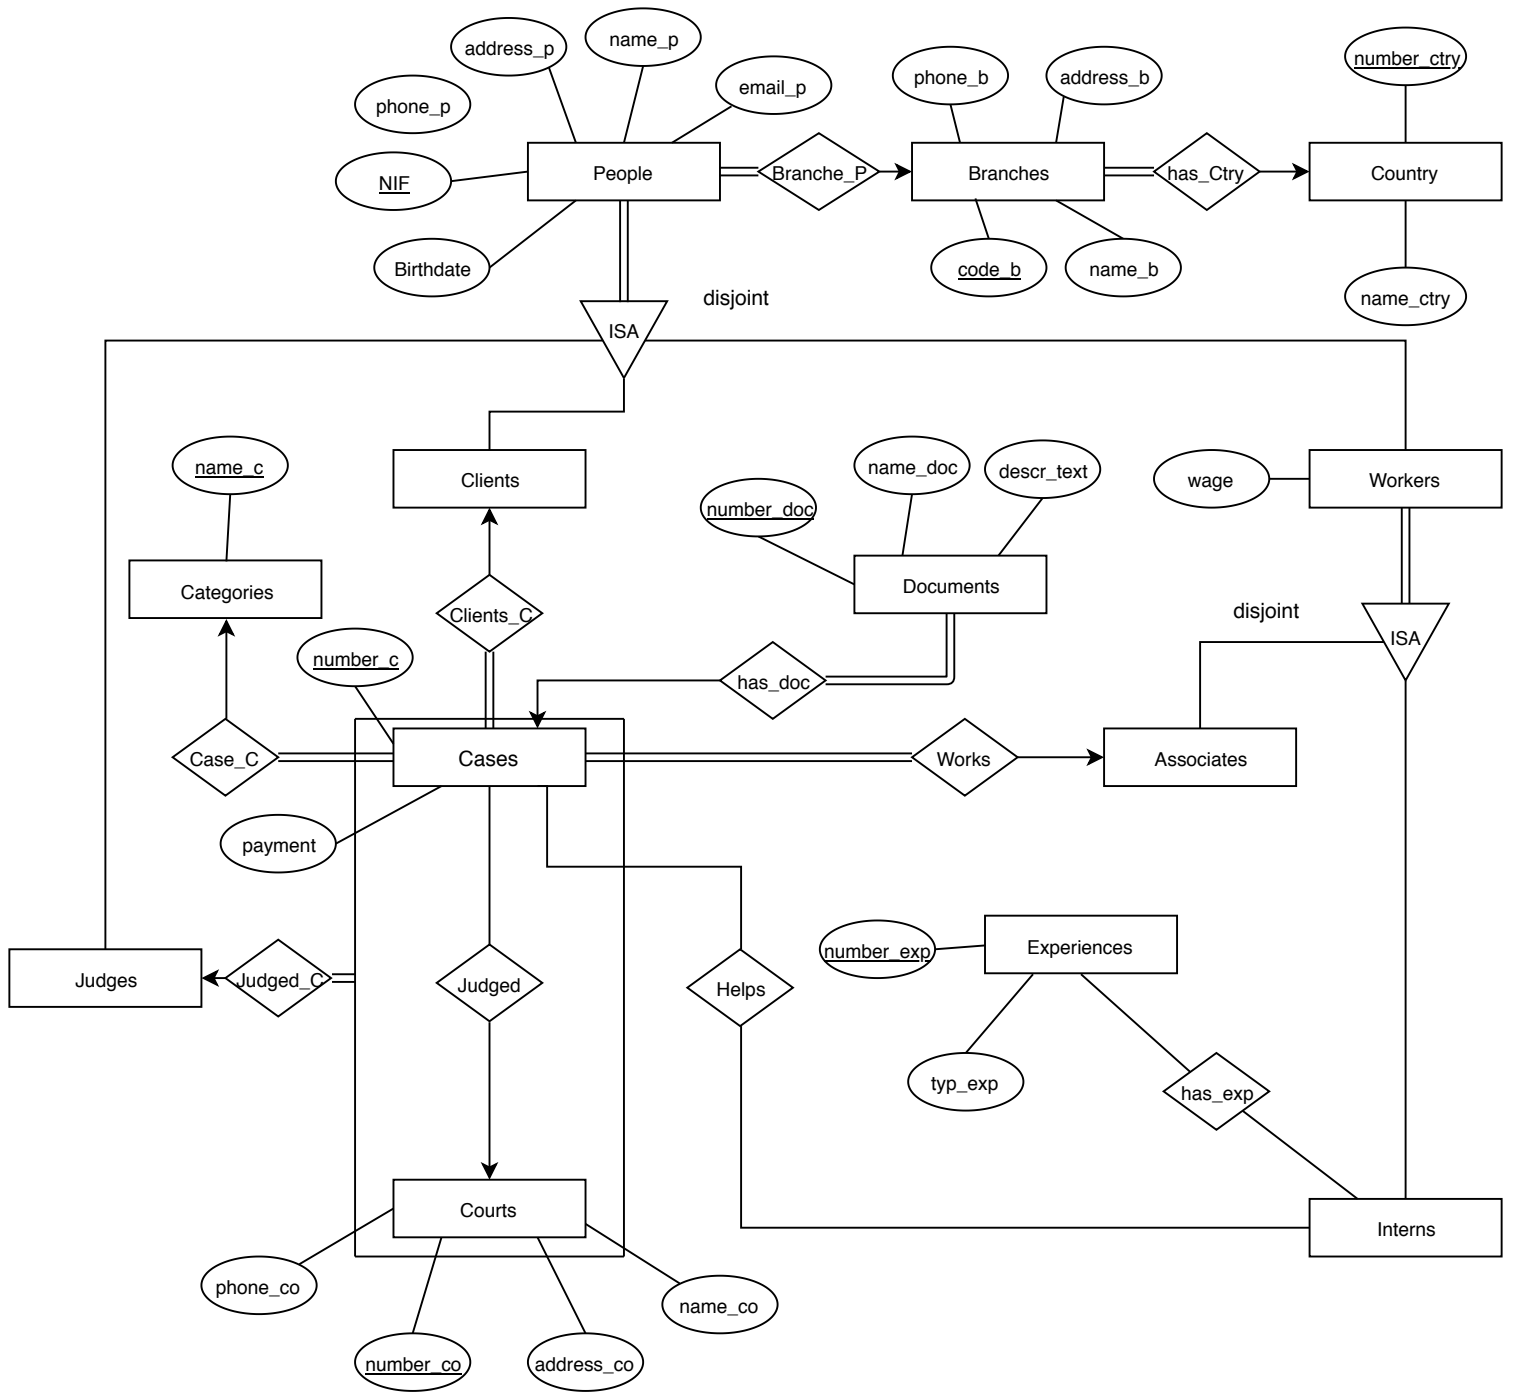 name_p
address_p
number_ctry
phone_b
address_b
email_p
phone_p
People
Branche_P
Branches
has_Ctry
Country
NIF
Birthdate
code_b
name_b
disjoint
name_ctry
ISA
name_c
name_doc
descr_text
Clients
wage
Workers
number_doc
Categories
Documents
Clients_C
disjoint
ISA
number_c
has_doc
Case_C
Cases
Works
Associates
payment
number_exp
Experiences
Judges
Judged_C
Judged
Helps
typ_exp
has_exp
Courts
Interns
phone_co
name_co
number_co
address_co